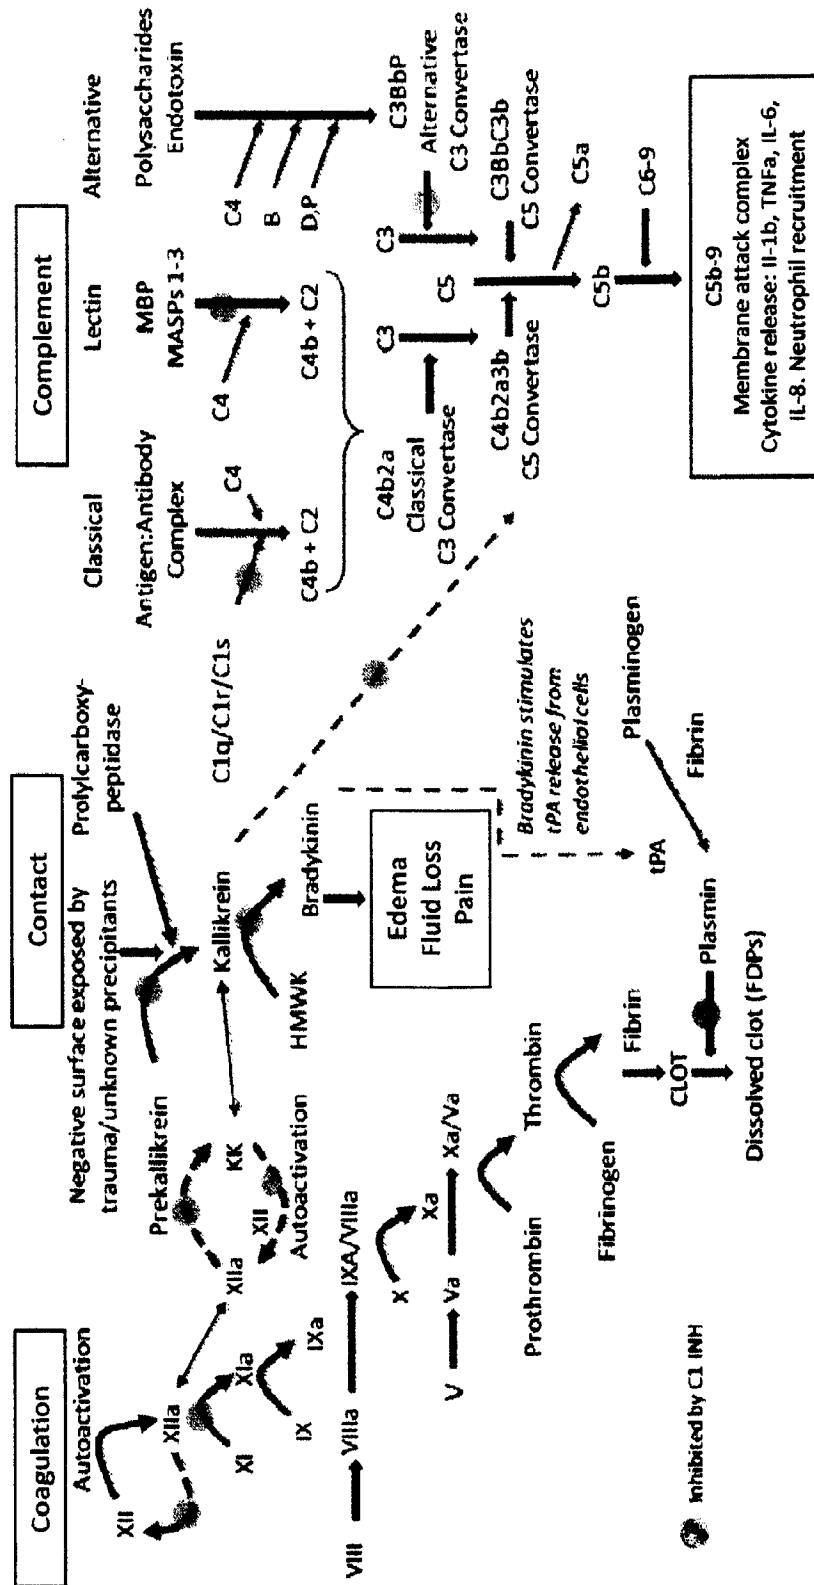 Coagulation
Autoactivation
XII
XIIa
XI
XIa
IX
IXa
VIII
VIIIa
IXA/VIIIa
X
Xa
V
Va
Xa/Va
Prothrombin
Thrombin
Fibrinogen
Fibrin
CLOT
Dissolved clot (FDPs)
Inhibited by C1 INH
Contact
Negative surface exposed by
trauma/unknown precipitants
Prolylcarboxy-
peptidase
Prekallikrein
Kallikrein
XIIa
KK
XII
Autoactivation
HMWK
Bradykinin
Edema
Fluid Loss
Pain
Bradykinin stimulates
tPA release from
endothelial cells
tPA
Plasminogen
Fibrin
Plasmin
Complement
Classical
Antigen:Antibody
Complex
C1q/C1r/C1s
C4
C4b + C2
Lectin
MBP
MASPs 1-3
C4
C4b + C2
Alternative
Polysaccharides
Endotoxin
C4
B
D,P
C3BbP
C4b2a
Classical
C3 Convertase
C3
C3
Alternative
C3 Convertase
C4b2a3b
C5 Convertase
C5
C3BbC3b
C5 Convertase
C5a
C5b
C6-9
C5b-9
Membrane attack complex
Cytokine release: Il-1b, TNFa, IL-6,
IL-8. Neutrophil recruitment